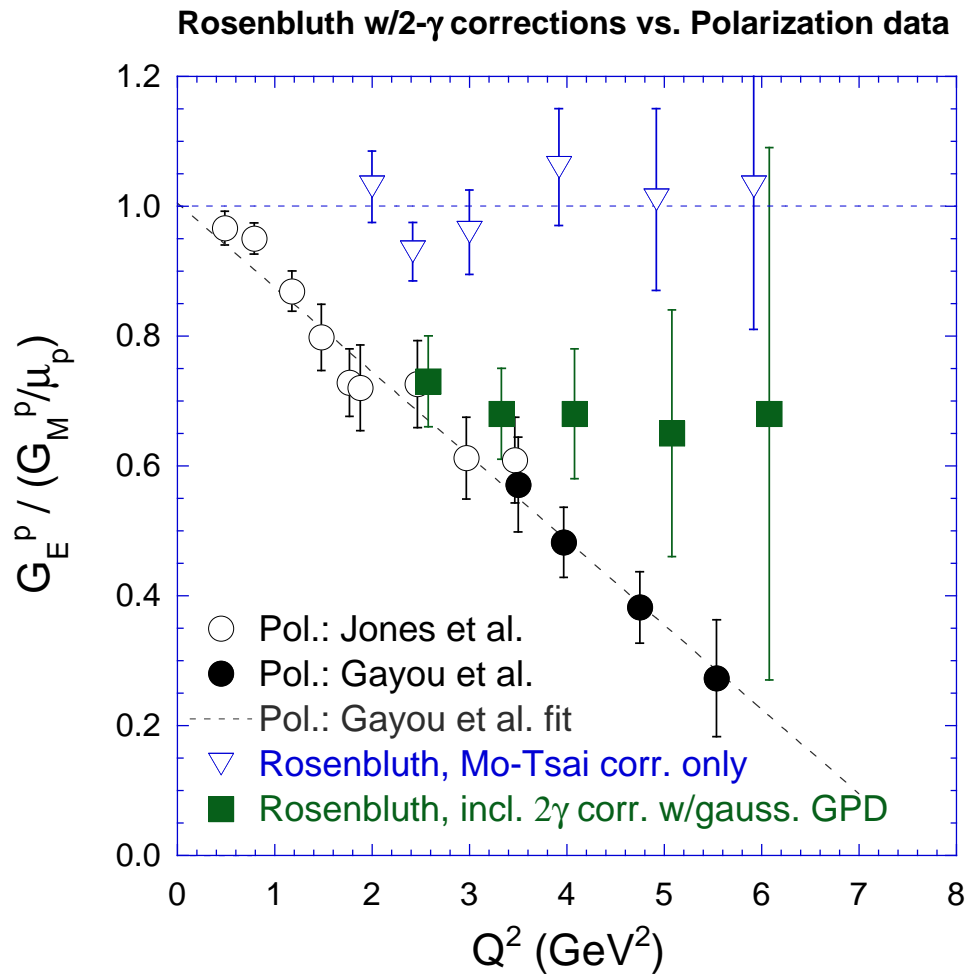 Rosenbluth w/2-γ corrections vs. Polarization data
1.2
1.0
0.8
0.6
0.4
0.2
0.0
G_E^p / (G_M^p/μ_p)
Pol.: Jones et al.
Pol.: Gayou et al.
Pol.: Gayou et al. fit
Rosenbluth, Mo-Tsai corr. only
Rosenbluth, incl. 2γ corr. w/gauss. GPD
0 1 2 3 4 5 6 7 8
Q² (GeV²)